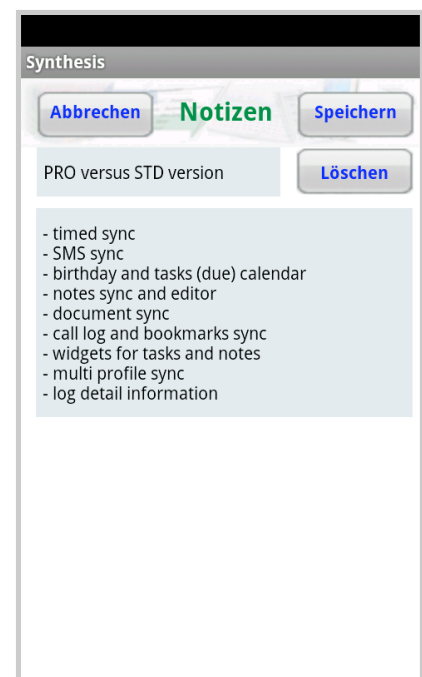 Synthesis
Abbrechen Notizen Speichern
PRO versus STD version Löschen
- timed sync
- SMS sync
- birthday and tasks (due) calendar
- notes sync and editor
- document sync
- call log and bookmarks sync
- widgets for tasks and notes
- multi profile sync
- log detail information